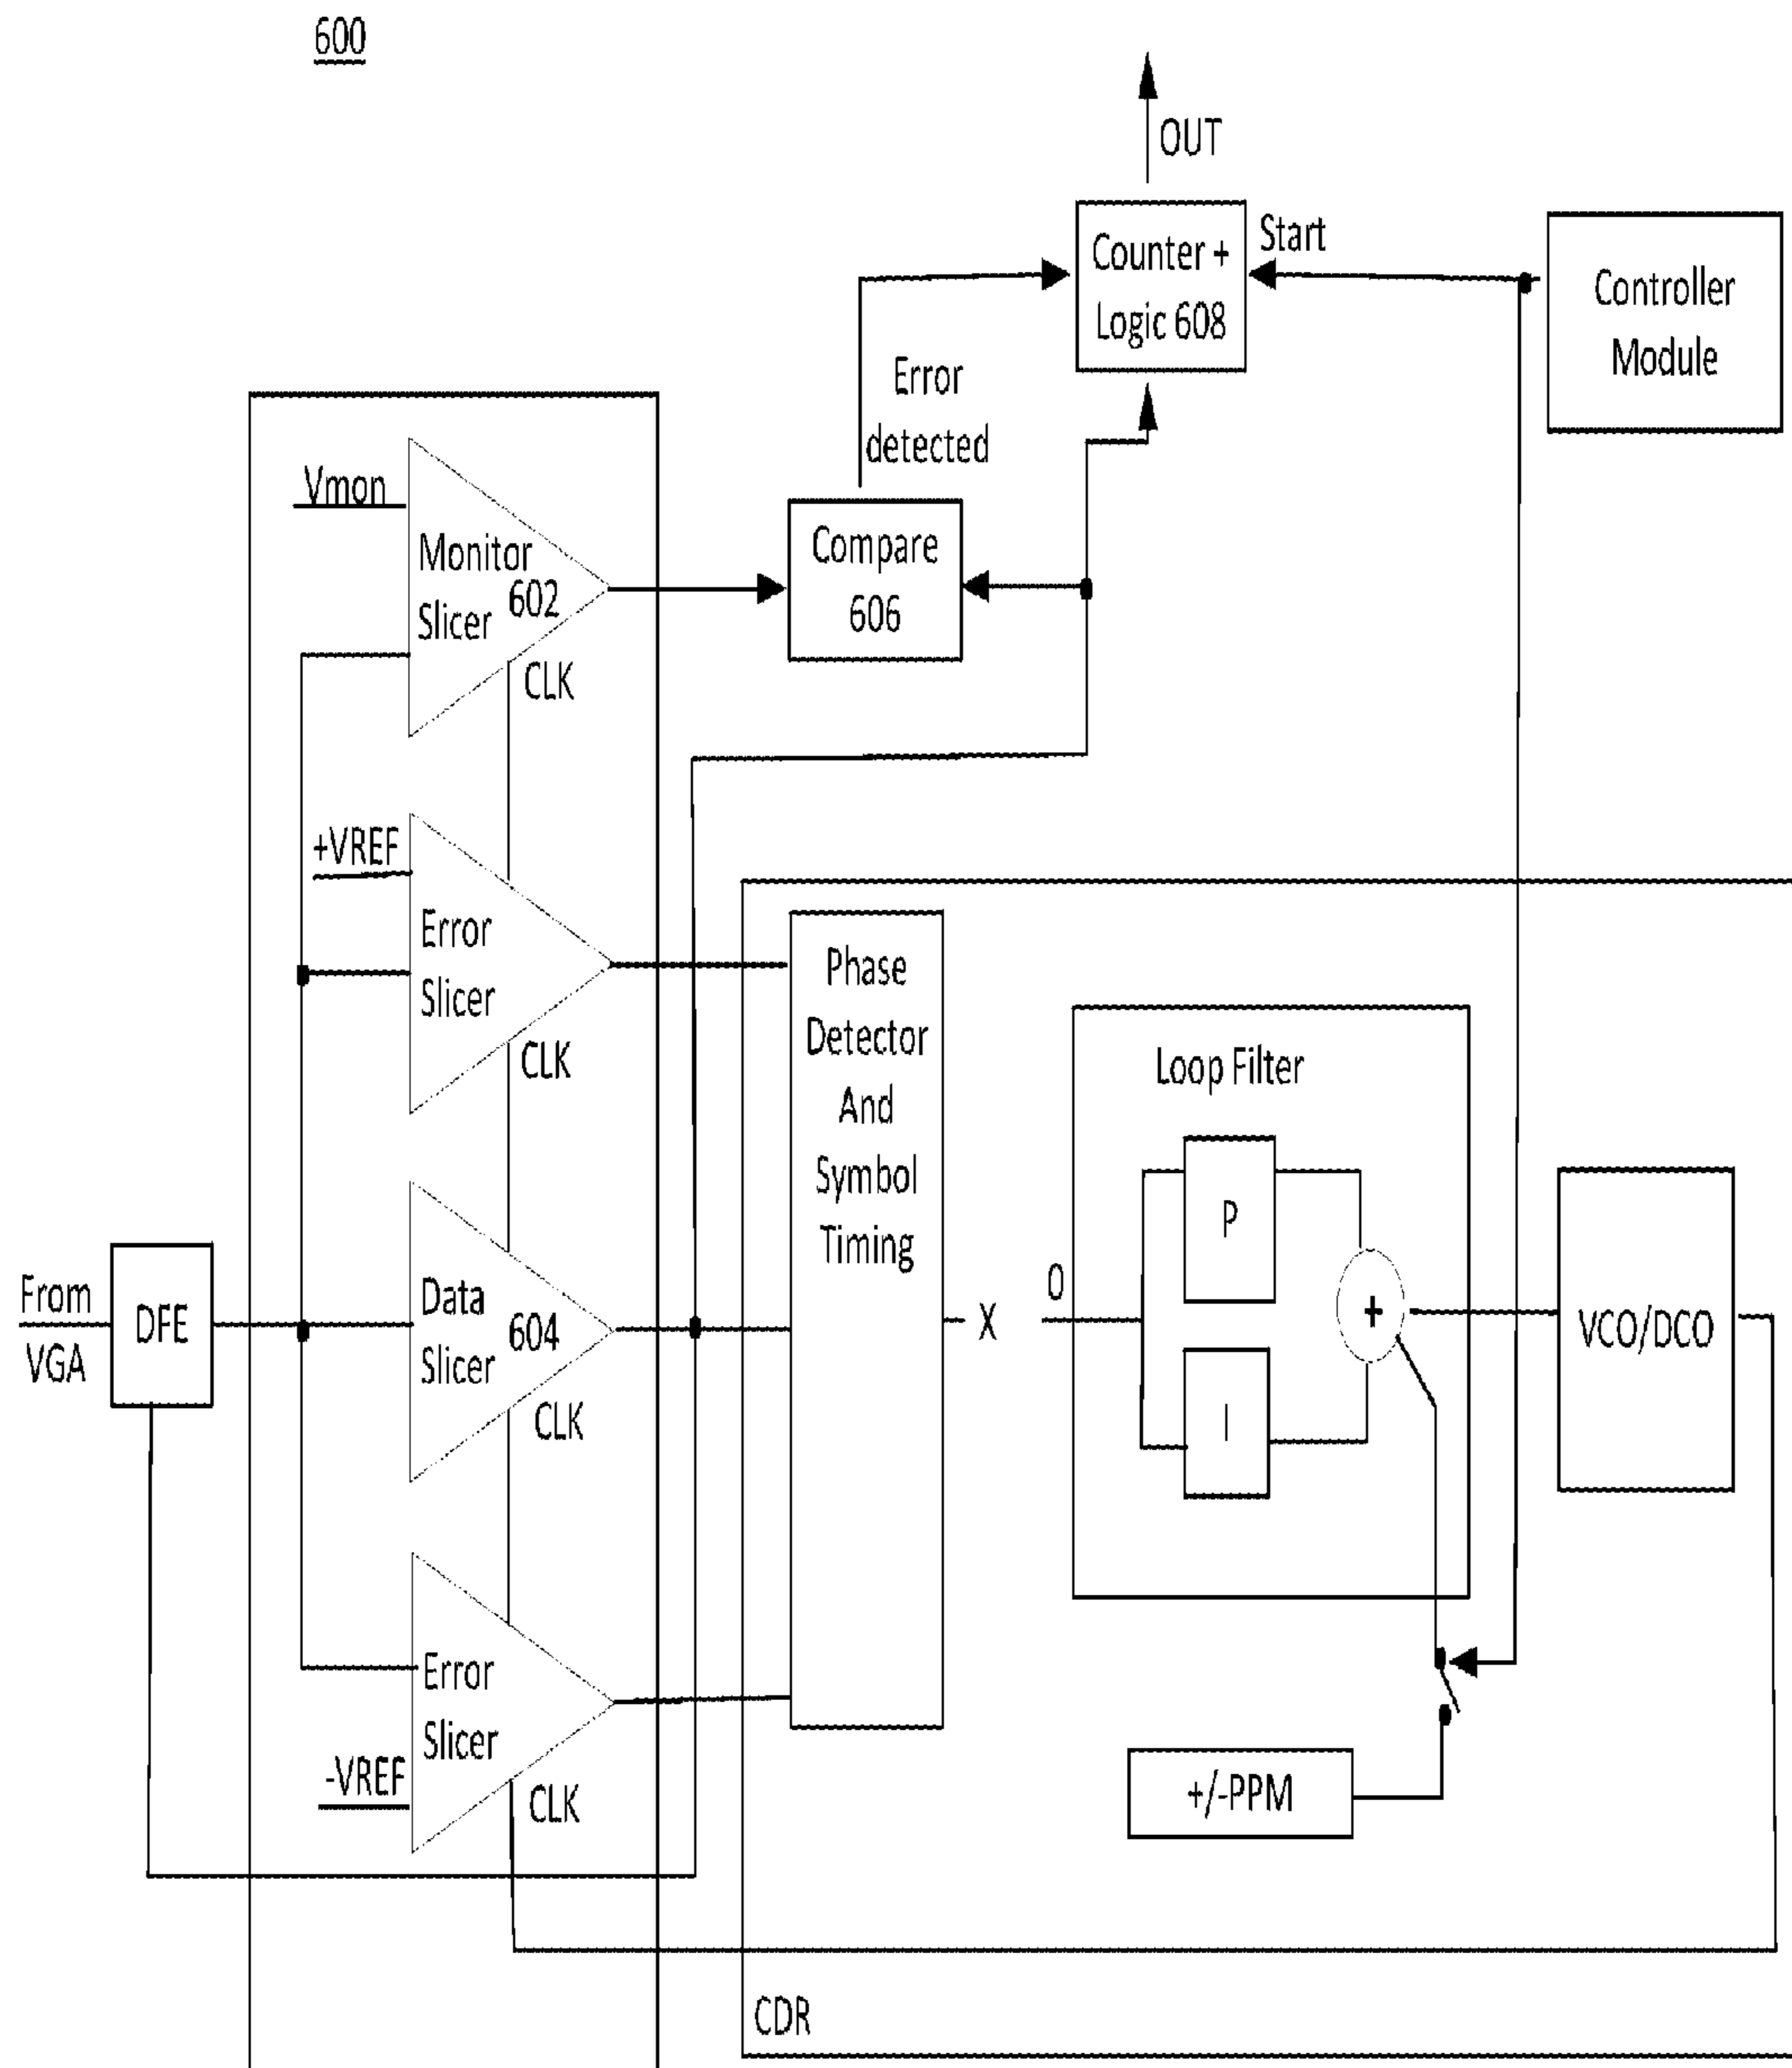 600
OUT
Counter +
Logic 608
Start
Controller
Module
Error
detected
Vmon
Monitor
Slicer 602
CLK
Compare
606
+VREF
Error
Slicer
CLK
Phase
Detector
And
Symbol
Timing
Loop Filter
P
I
+
X
0
VCO/DCO
From
VGA
DFE
Data
Slicer 604
CLK
Error
Slicer
-VREF
CLK
+/-PPM
CDR